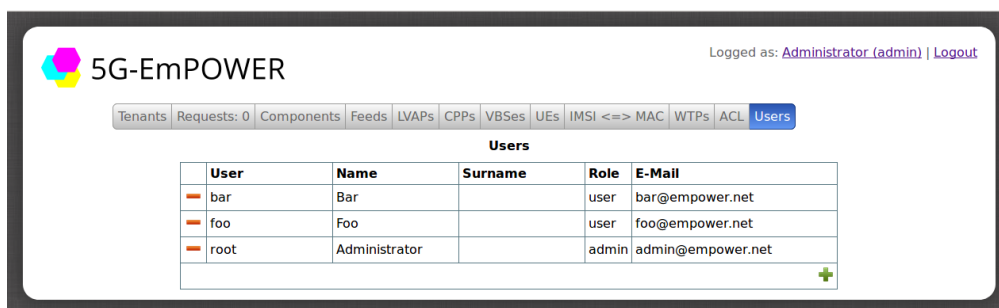 Logged as: Administrator (admin) | Logout
5G-EmPOWER
Tenants Requests: 0 Components Feeds LVAPs CPPs VBSes UEs IMSI <=> MAC WTPs ACL Users
Users
User Name Surname Role E-Mail
bar Bar user bar@empower.net
foo Foo user foo@empower.net
root Administrator admin admin@empower.net